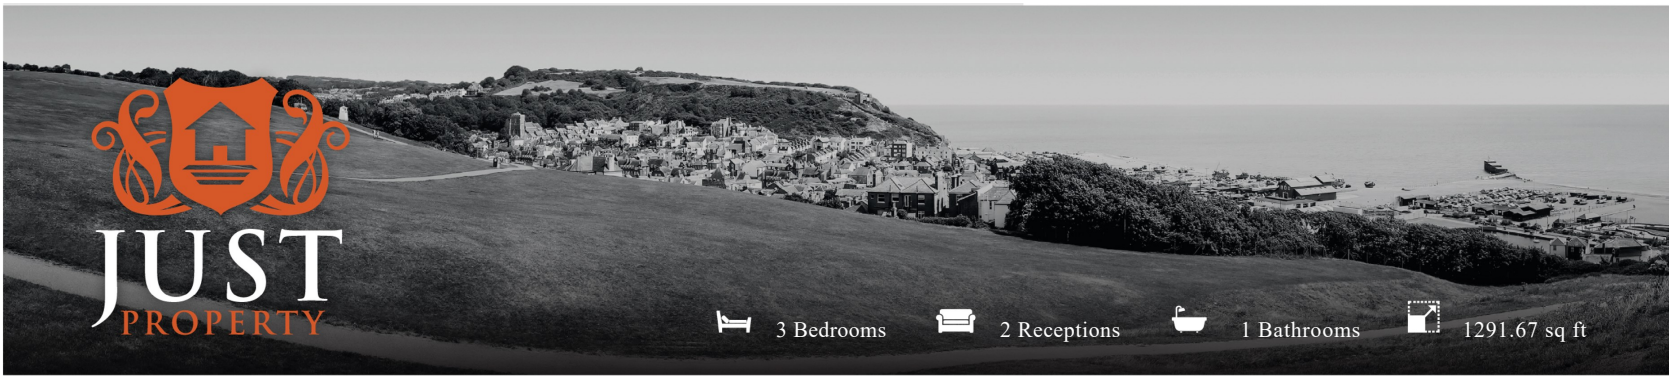 JUST
PROPERTY
3 Bedrooms
2 Receptions
1 Bathrooms
1291.67 sq ft